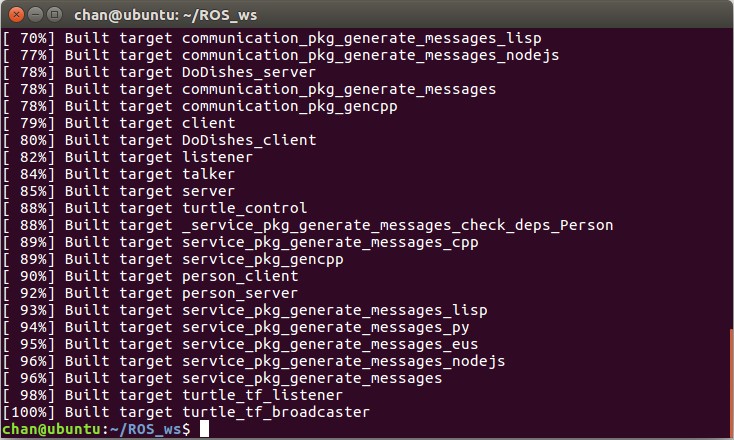 chan@ubuntu: ~/ROS_ws
[ 70%] Built target communication_pkg_generate_messages_lisp
[ 77%] Built target communication_pkg_generate_messages_nodejs
[ 78%] Built target DoDishes_server
[ 78%] Built target communication_pkg_generate_messages
[ 78%] Built target communication_pkg_gencpp
[ 79%] Built target client
[ 80%] Built target DoDishes_client
[ 82%] Built target listener
[ 84%] Built target talker
[ 85%] Built target server
[ 88%] Built target turtle_control
[ 88%] Built target _service_pkg_generate_messages_check_deps_Person
[ 89%] Built target service_pkg_generate_messages_cpp
[ 89%] Built target service_pkg_gencpp
[ 90%] Built target person_client
[ 92%] Built target person_server
[ 93%] Built target service_pkg_generate_messages_lisp
[ 94%] Built target service_pkg_generate_messages_py
[ 95%] Built target service_pkg_generate_messages_eus
[ 96%] Built target service_pkg_generate_messages_nodejs
[ 96%] Built target service_pkg_generate_messages
[ 98%] Built target turtle_tf_listener
[100%] Built target turtle_tf_broadcaster
chan@ubuntu:~/ROS_ws$